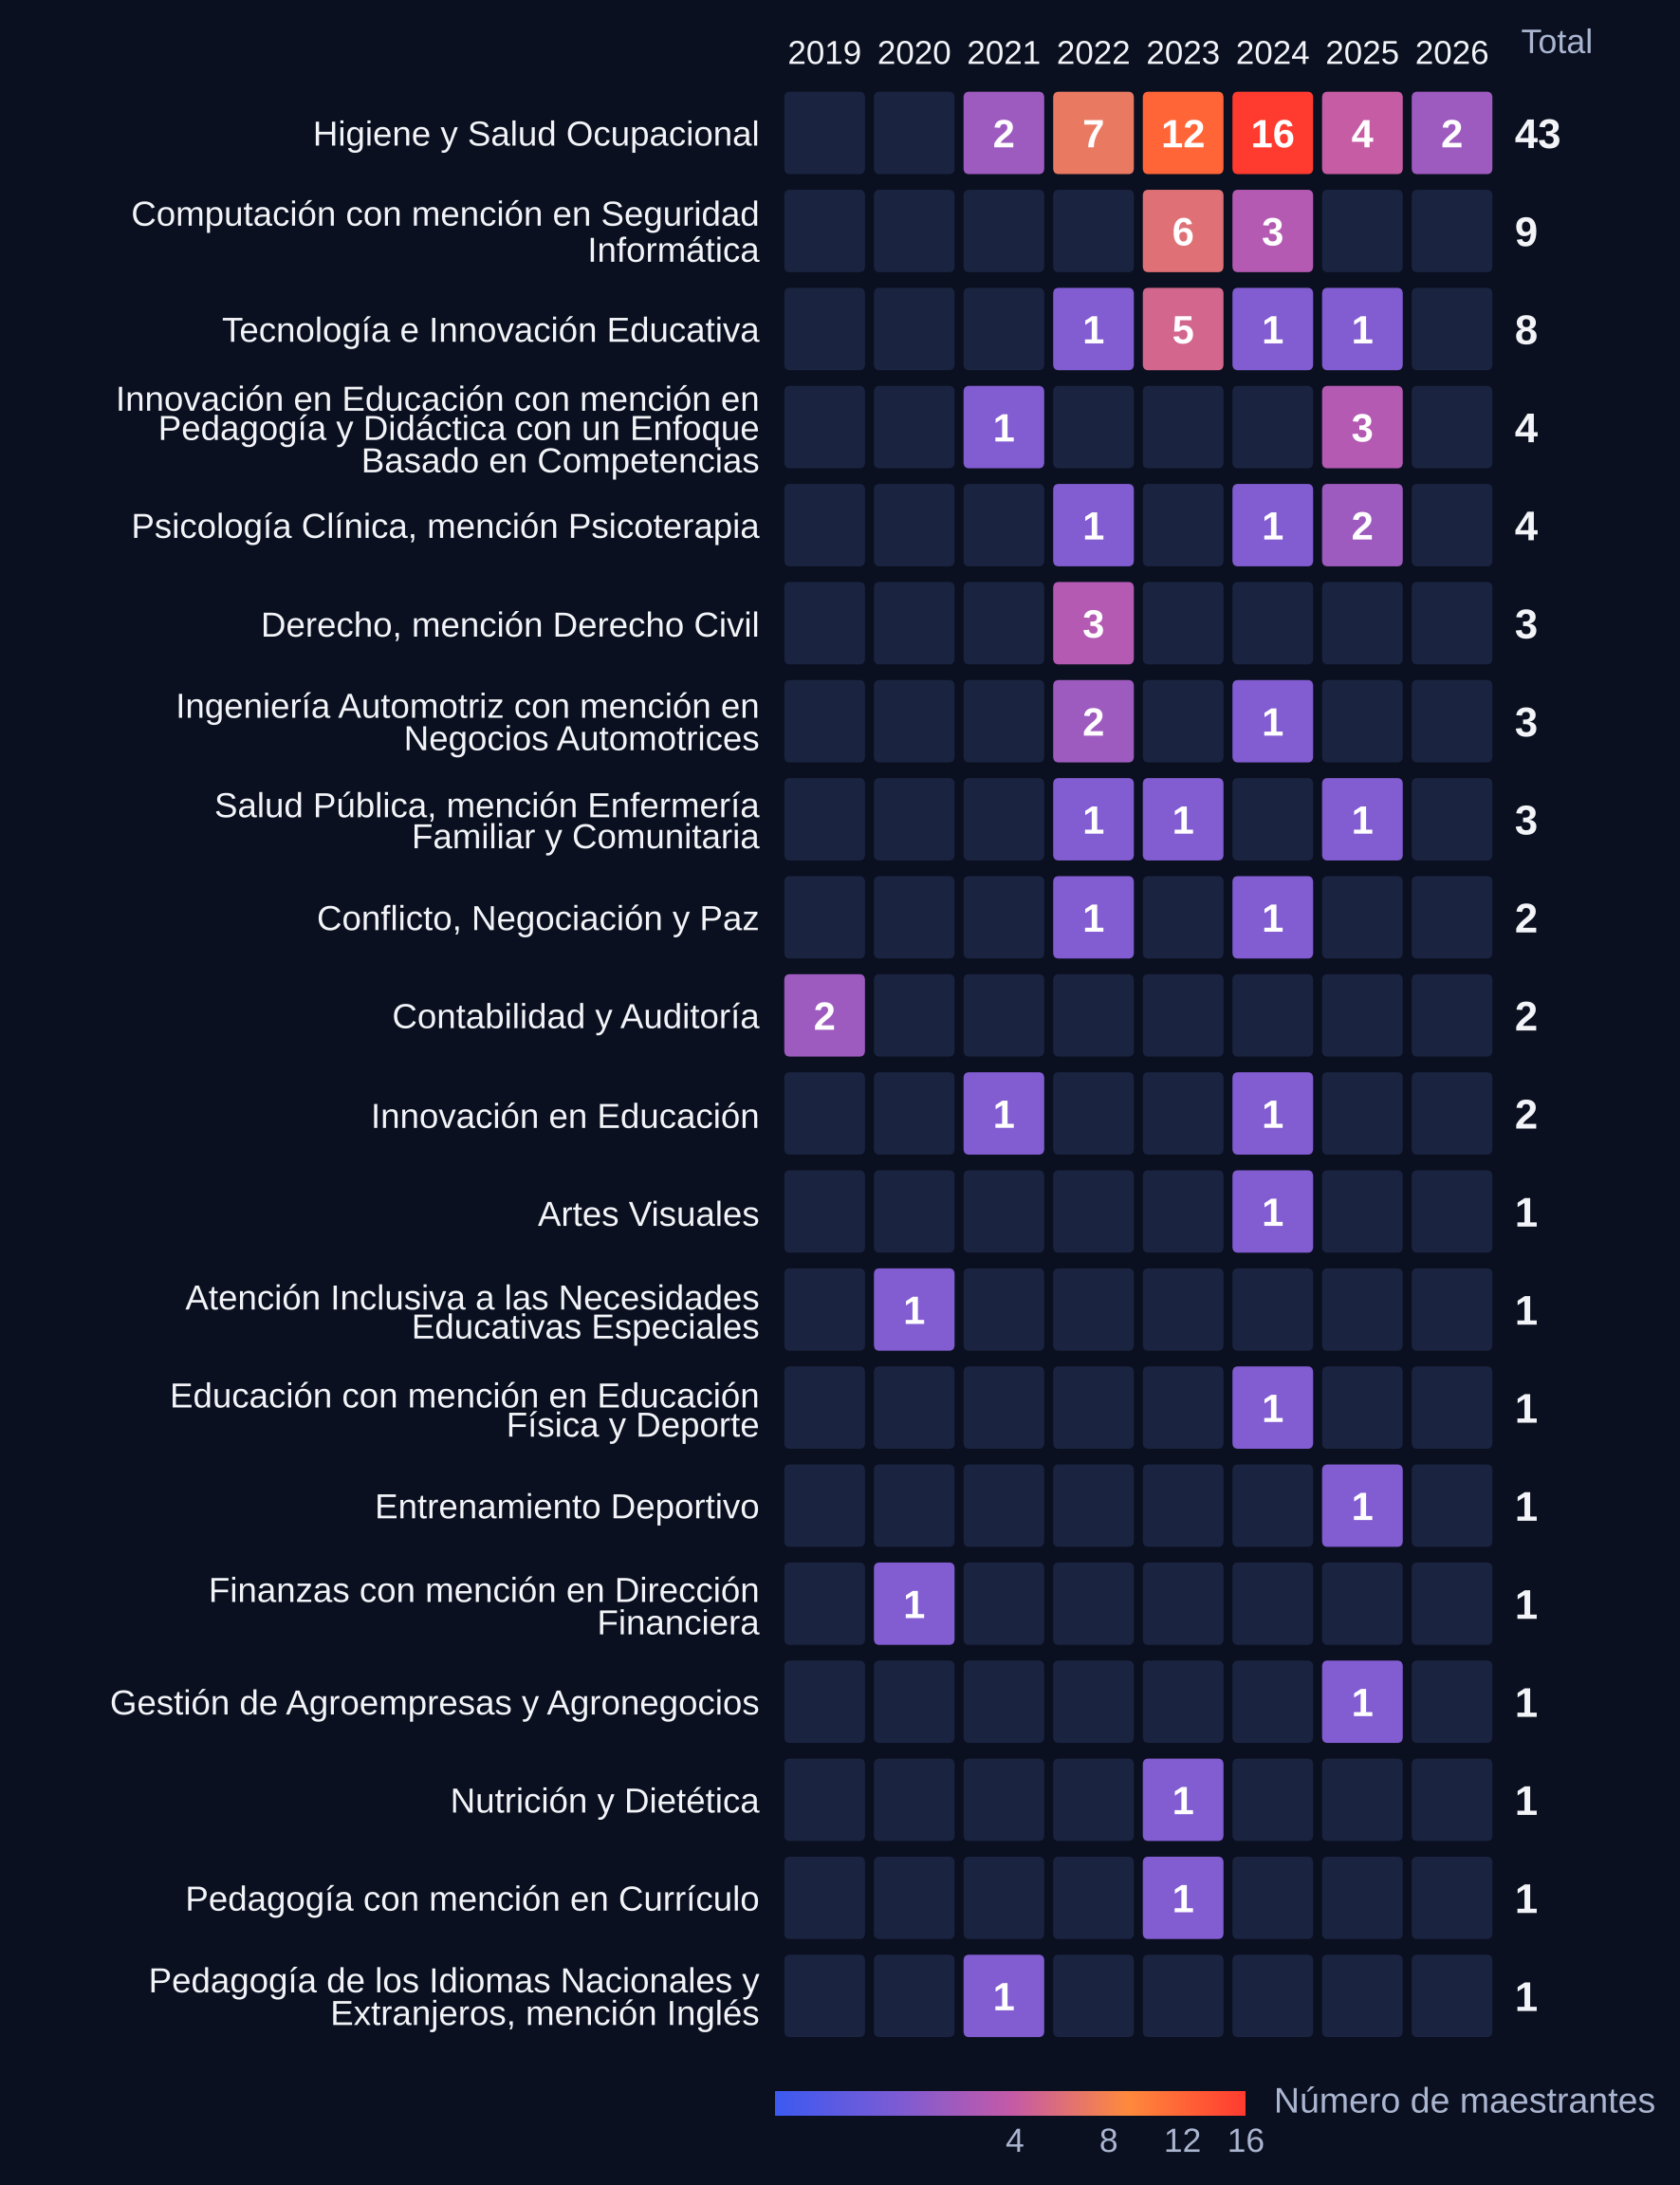 2019 2020 2021 2022 2023 2024 2025 2026 Total
Higiene y Salud Ocupacional 2 7 12 16 4 2 43
Computación con mención en Seguridad
Informática 6 3 9
Tecnología e Innovación Educativa 1 5 1 1 8
Innovación en Educación con mención en
Pedagogía y Didáctica con un Enfoque 1 3 4
Basado en Competencias
Psicología Clínica, mención Psicoterapia 1 1 2 4
Derecho, mención Derecho Civil 3 3
Ingeniería Automotriz con mención en
Negocios Automotrices 2 1 3
Salud Pública, mención Enfermería
Familiar y Comunitaria 1 1 1 3
Conflicto, Negociación y Paz 1 1 2
Contabilidad y Auditoría 2 2
Innovación en Educación 1 1 2
Artes Visuales 1 1
Atención Inclusiva a las Necesidades
Educativas Especiales 1 1
Educación con mención en Educación
Física y Deporte 1 1
Entrenamiento Deportivo 1 1
Finanzas con mención en Dirección
Financiera 1 1
Gestión de Agroempresas y Agronegocios 1 1
Nutrición y Dietética 1 1
Pedagogía con mención en Currículo 1 1
Pedagogía de los Idiomas Nacionales y
Extranjeros, mención Inglés 1 1
Número de maestrantes
4 8 12 16